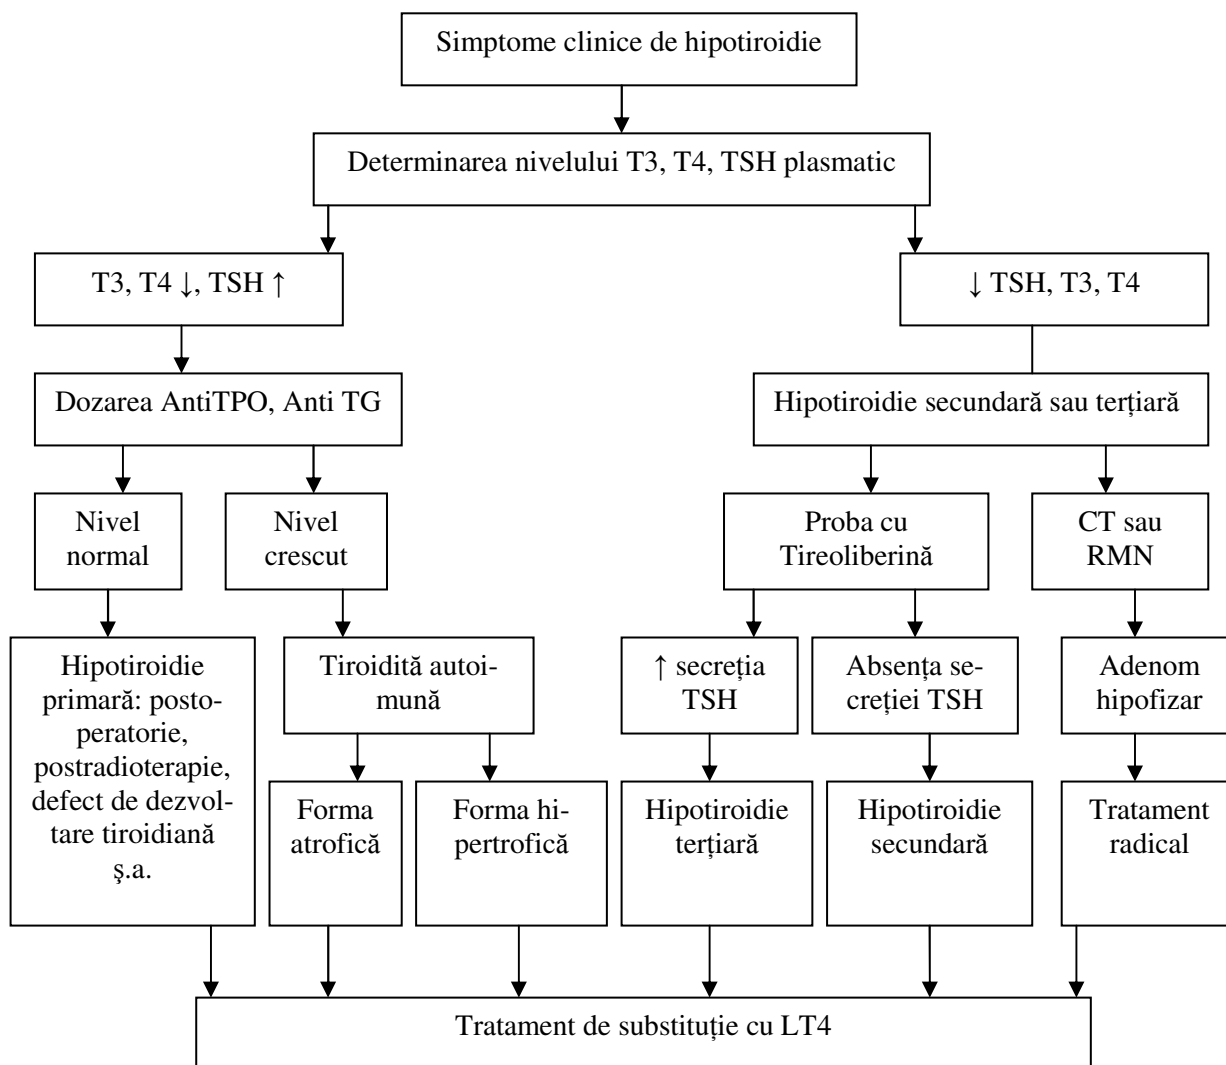 Simptome clinice de hipotiroidie
Determinarea nivelului T3, T4, TSH plasmatic
T3, T4 ↓, TSH ↑
↓ TSH, T3, T4
Dozarea AntiTPO, Anti TG
Hipotiroidie secundară sau terțiară
Nivel
normal
Nivel
crescut
Proba cu
Tireoliberină
CT sau
RMN
Hipotiroidie
primară: posto-
peratorie,
postradioterapie,
defect de dezvol-
tare tiroidiană
ş.a.
Tiroidită autoi-
mună
↑ secreția
TSH
Absența se-
creției TSH
Adenom
hipofizar
Forma
atrofică
Forma hi-
pertrofică
Hipotiroidie
terțiară
Hipotiroidie
secundară
Tratament
radical
Tratament de substituție cu LT4